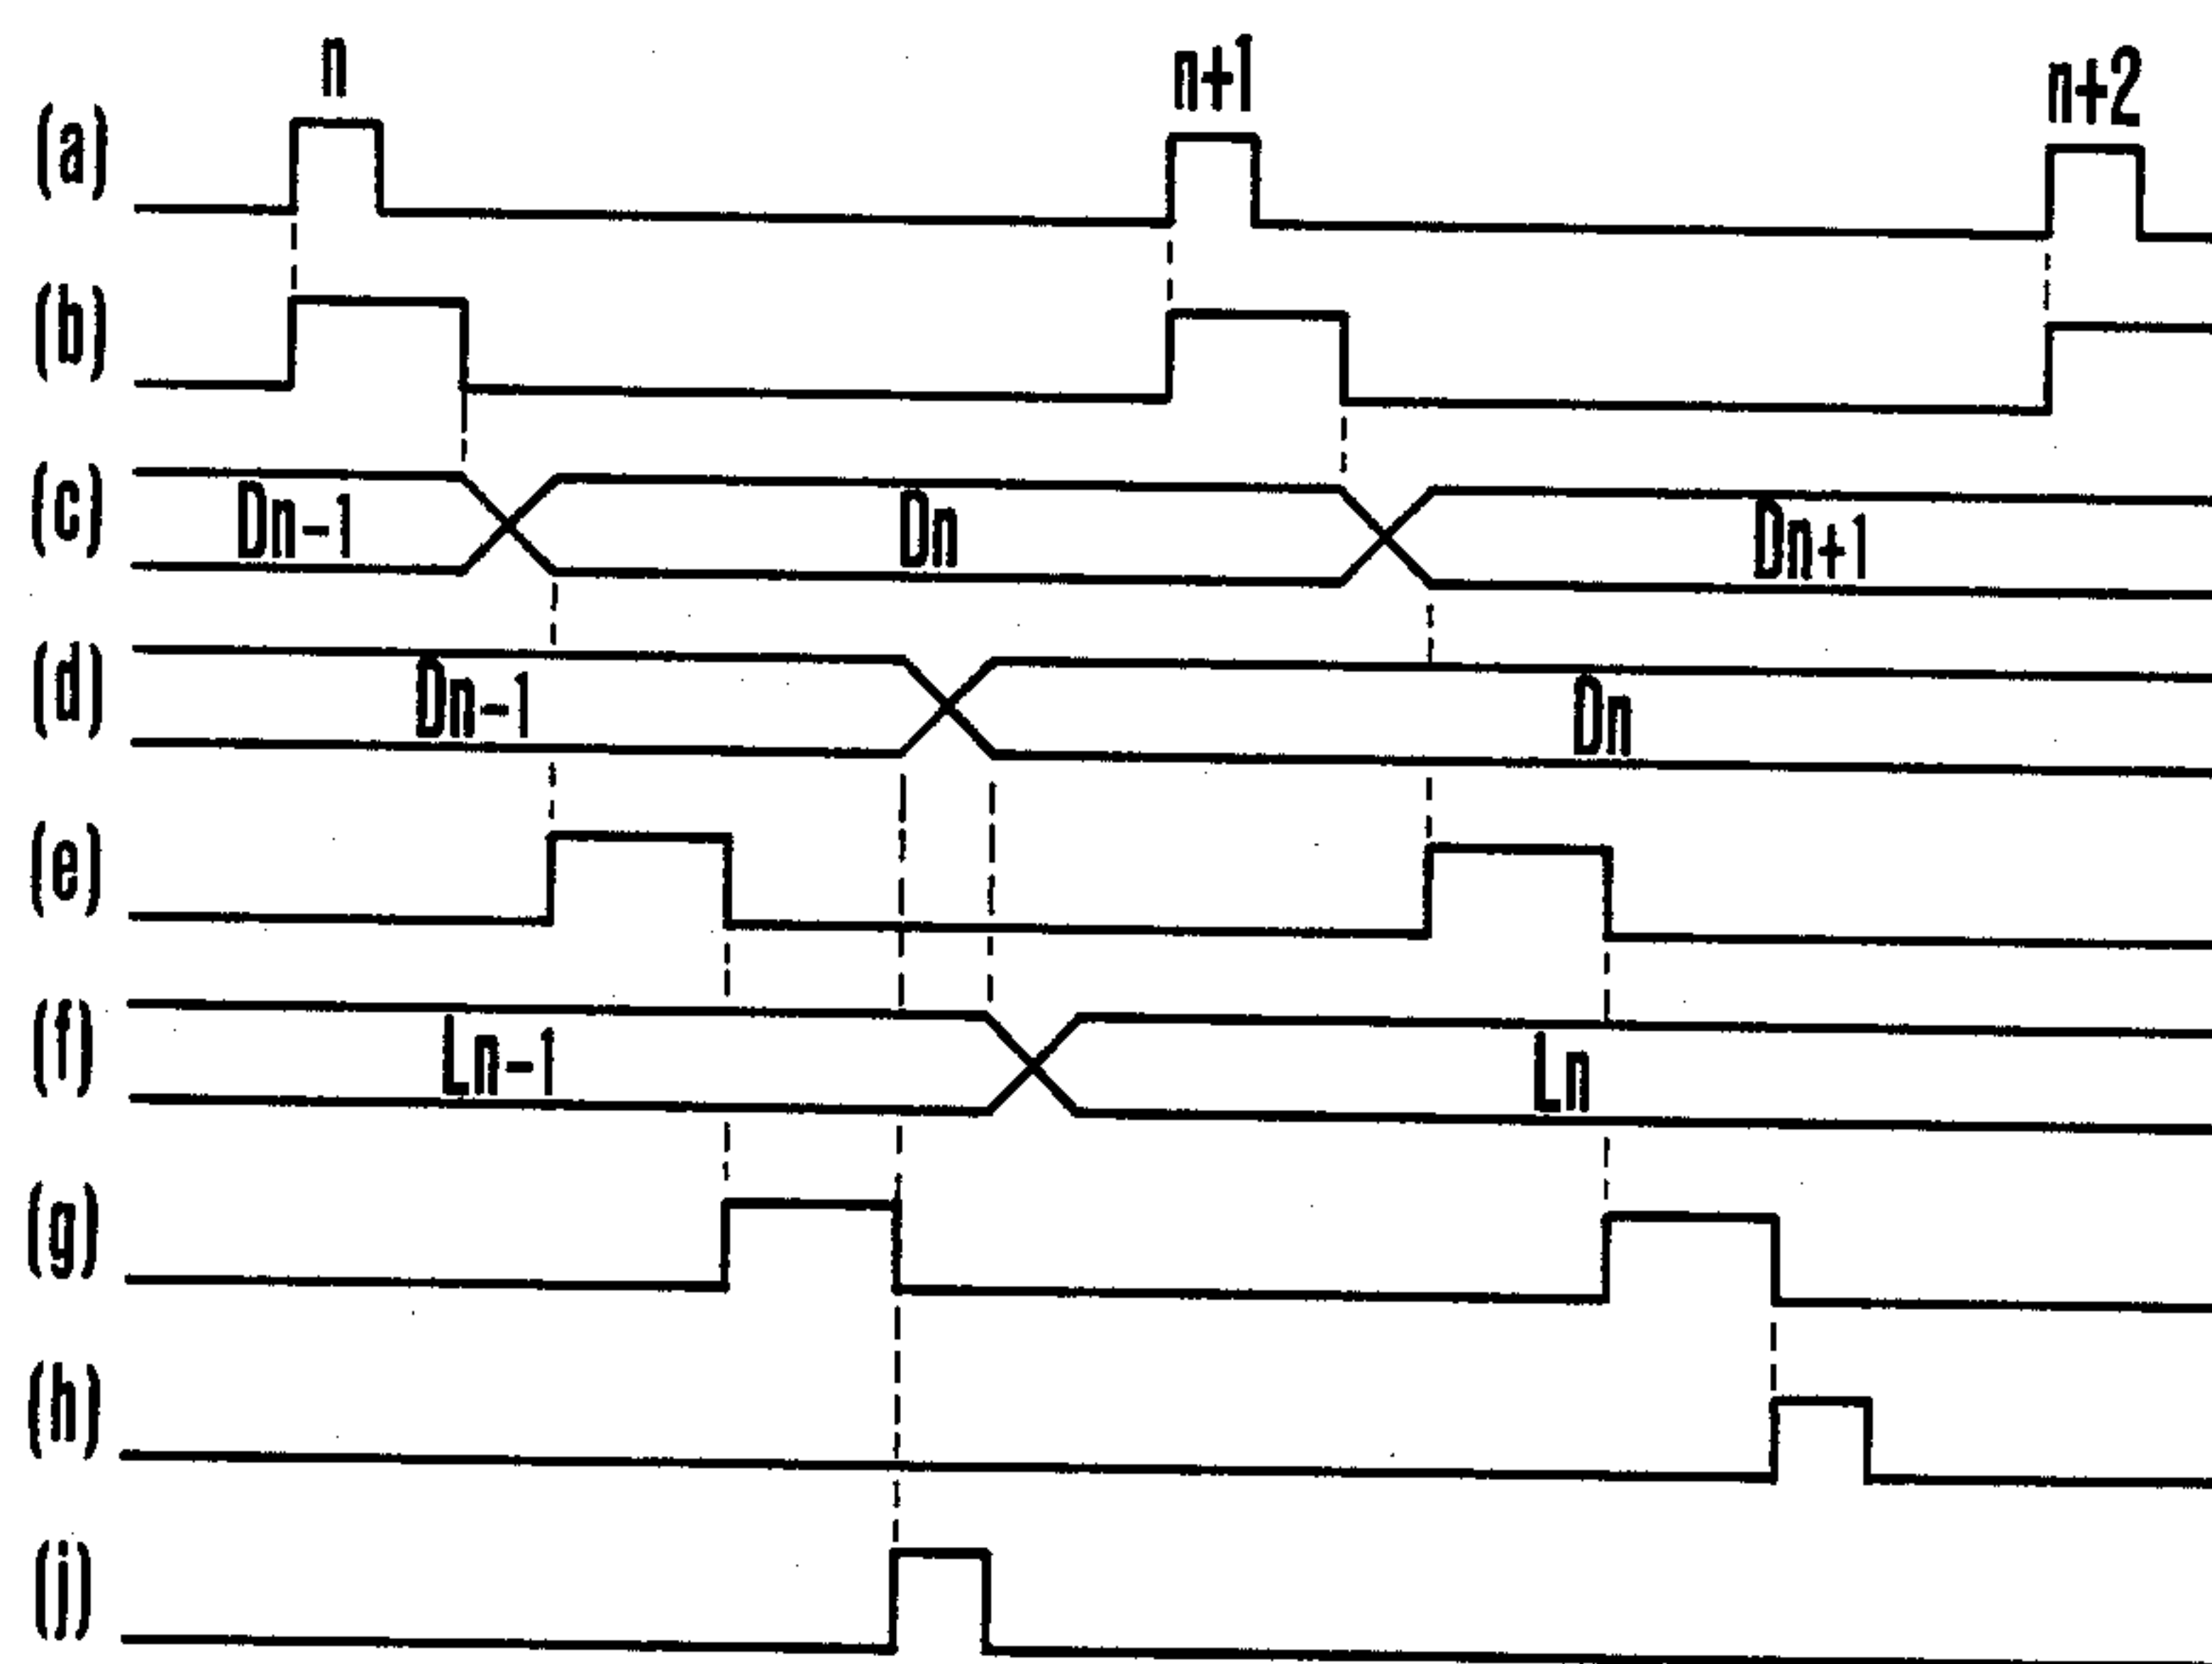 n n+1 n+2
(a)
(b)
(c) Dn-1 Dn Dn+1
(d) Dn-1 Dn
(e)
(f) Ln-1 Ln
(g)
(h)
(i)